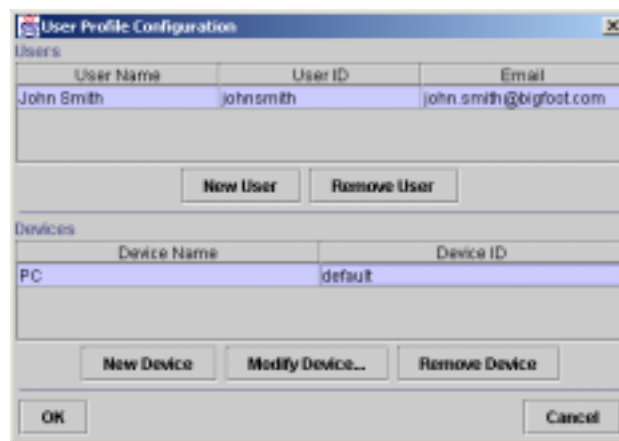 User Profile Configuration
Users
User Name User ID Email
John Smith johnsmith john.smith@bigfoot.com
New User Remove User
Devices
Device Name Device ID
PC default
New Device Modify Device... Remove Device
OK Cancel